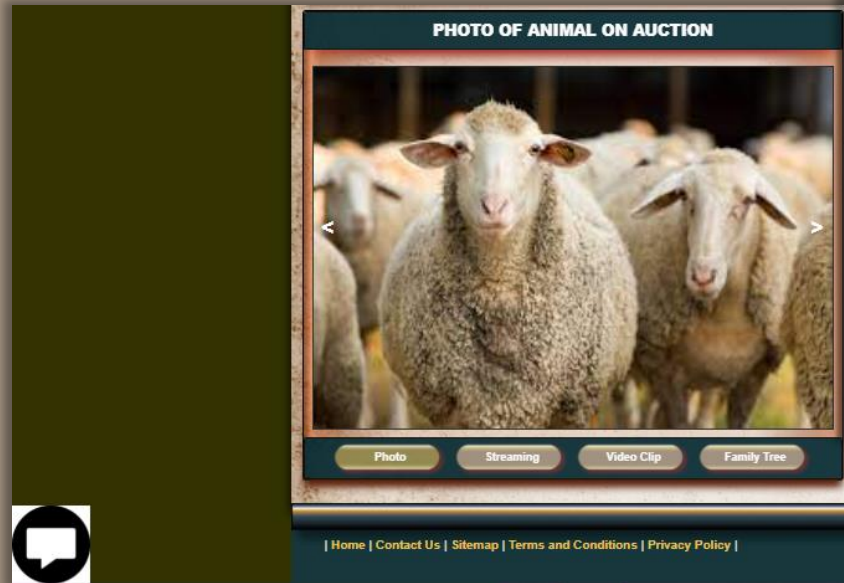 PHOTO OF ANIMAL ON AUCTION
< >
Photo Streaming Video Clip Family Tree
| Home | Contact Us | Sitemap | Terms and Conditions | Privacy Policy |